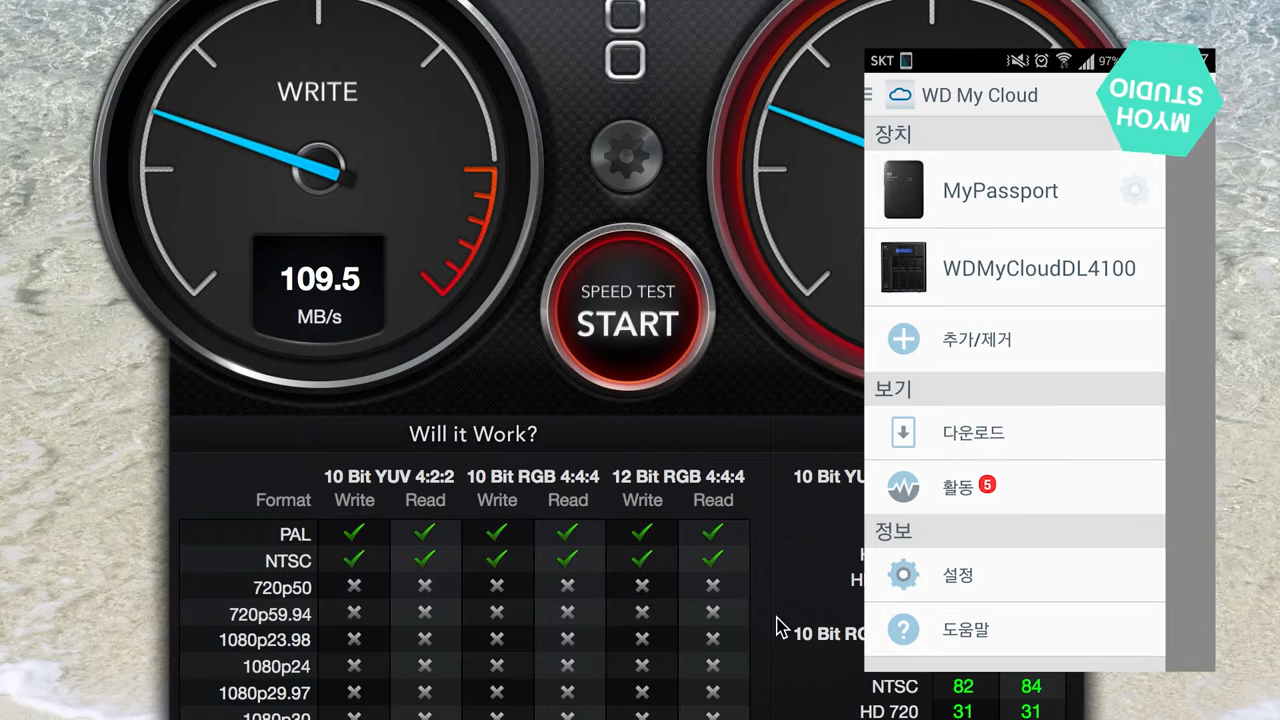 WRITE
109.5
MB/s
SPEED TEST
START
Will it Work?
10 Bit YUV 4:2:2 10 Bit RGB 4:4:4 12 Bit RGB 4:4:4
Format Write Read Write Read Write Read
PAL
NTSC
720p50
720p59.94
1080p23.98
1080p24
1080p29.97
1080p30
10 Bit
10 Bit
NTSC 82 84
HD 720 31 31
SKT 97%
WD My Cloud
장치
MyPassport
WDMyCloudDL4100
추가/제거
보기
다운로드
활동 5
정보
설정
도움말
MYOH
STUDIO